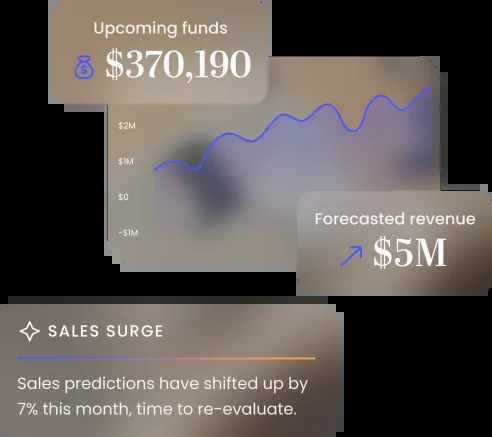 Upcoming funds
$370,190
$2M
$1M
$0
-$1M
Forecasted revenue
$5M
SALES SURGE
Sales predictions have shifted up by
7% this month, time to re-evaluate.